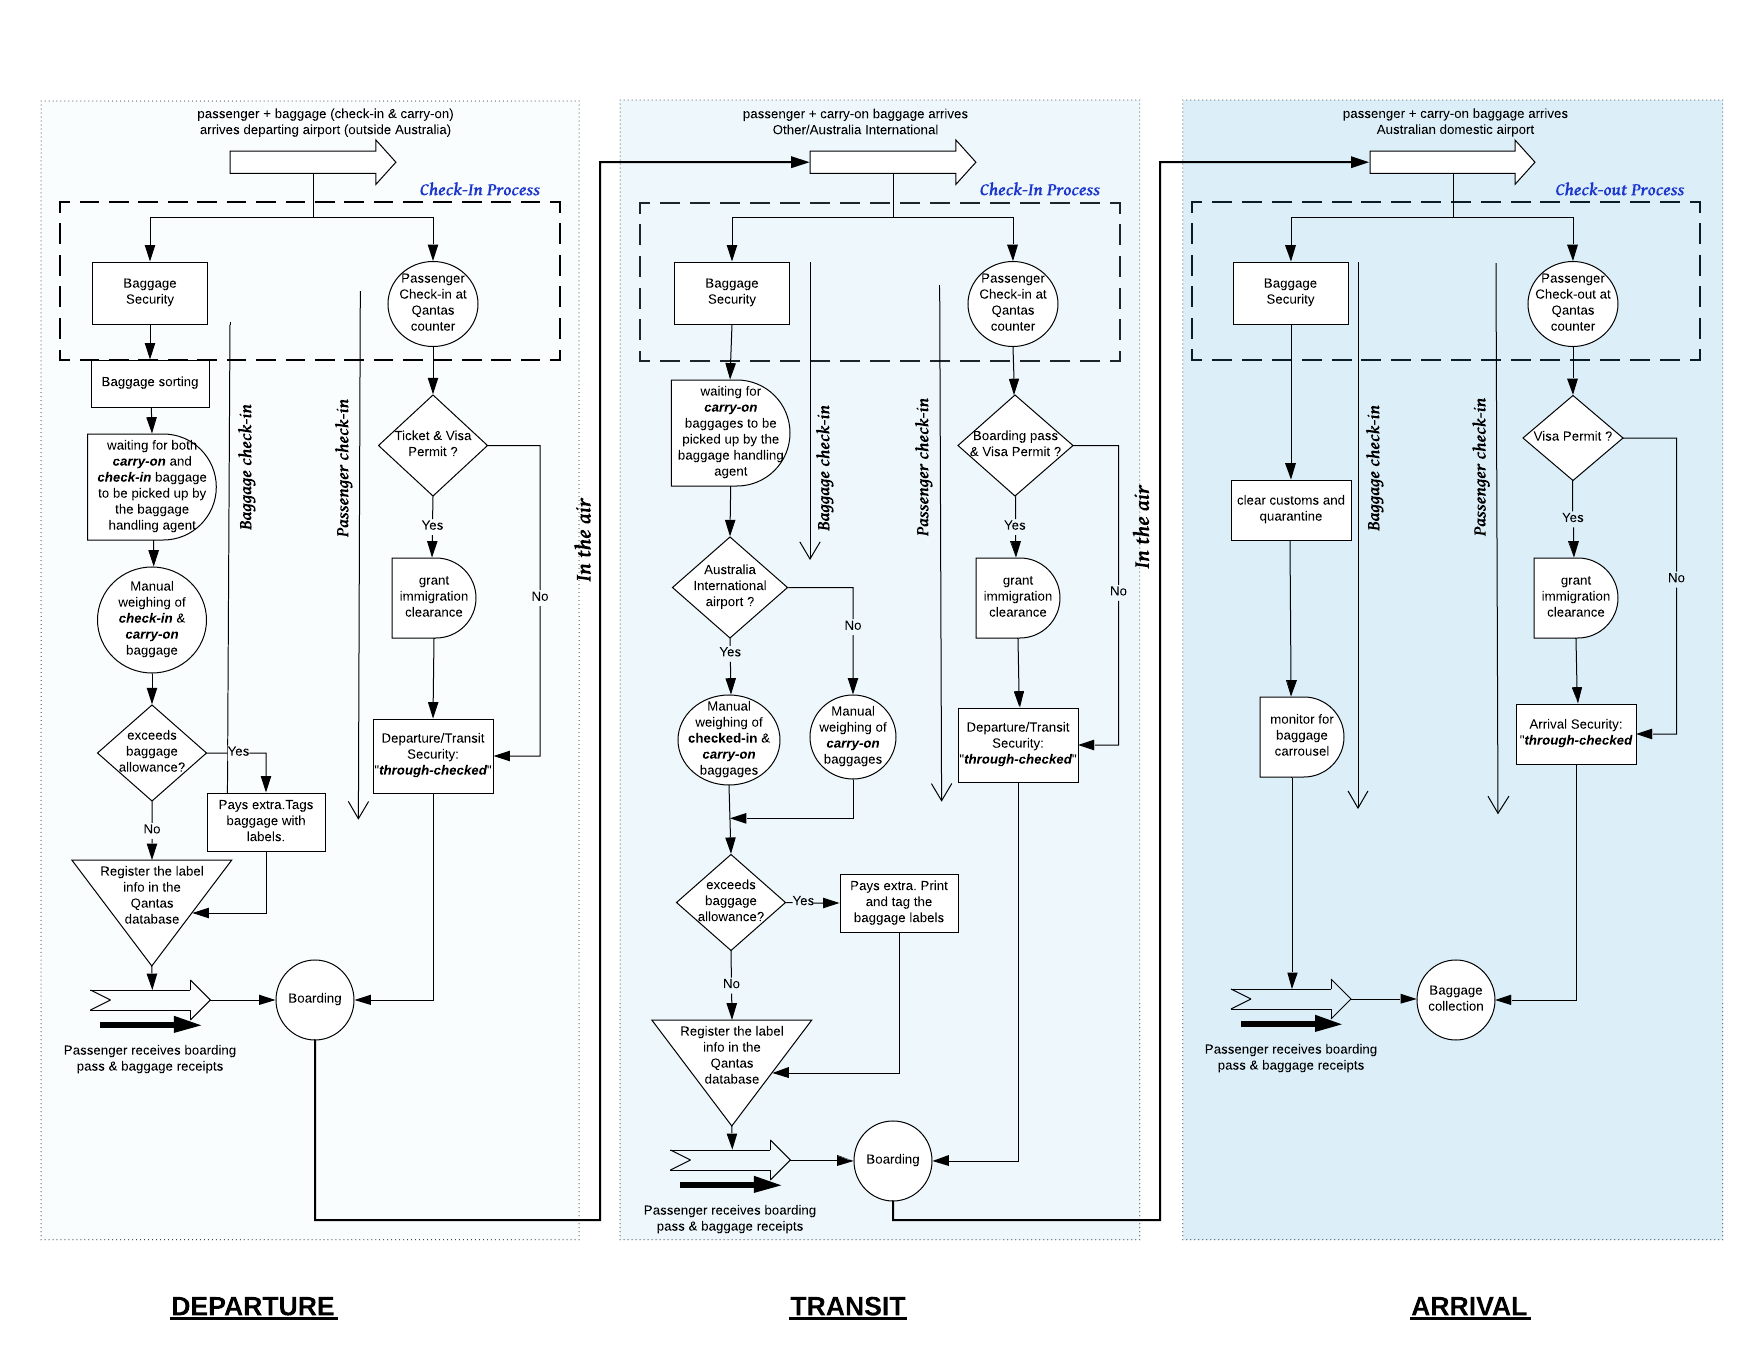 passenger + baggage (check-in & carry-on)
arrives departing airport (outside Australia)
Check-In Process
Baggage
Security
Passenger
Check-in at
Qantas
counter
Baggage sorting
waiting for both
carry-on and
check-in baggage
to be picked up by
the baggage
handling agent
Baggage check-in
Passenger check-in
Ticket & Visa
Permit ?
Yes
No
grant
immigration
clearance
Manual
weighing of
check-in &
carry-on
baggage
exceeds
baggage
allowance?
Yes
No
Pays extra.Tags
baggage with
labels.
Departure/Transit
Security:
"through-checked"
Register the label
info in the
Qantas
database
Boarding
Passenger receives boarding
pass & baggage receipts
In the air
DEPARTURE
passenger + carry-on baggage arrives
Other/Australia International
Check-In Process
Baggage
Security
Passenger
Check-in at
Qantas
counter
waiting for
carry-on
baggages to be
picked up by the
baggage handling
agent
Baggage check-in
Passenger check-in
Boarding pass
& Visa Permit ?
Yes
No
grant
immigration
clearance
Australia
International
airport ?
Yes
No
Manual
weighing of
checked-in &
carry-on
baggages
Manual
weighing of
carry-on
baggages
Departure/Transit
Security:
"through-checked"
exceeds
baggage
allowance?
Yes
No
Pays extra. Print
and tag the
baggage labels
Register the label
info in the
Qantas
database
Boarding
Passenger receives boarding
pass & baggage receipts
In the air
TRANSIT
passenger + carry-on baggage arrives
Australian domestic airport
Check-out Process
Baggage
Security
Passenger
Check-out at
Qantas
counter
Baggage check-in
Passenger check-in
Visa Permit ?
Yes
No
clear customs and
quarantine
grant
immigration
clearance
monitor for
baggage
carrousel
Arrival Security:
"through-checked
Baggage
collection
Passenger receives boarding
pass & baggage receipts
ARRIVAL